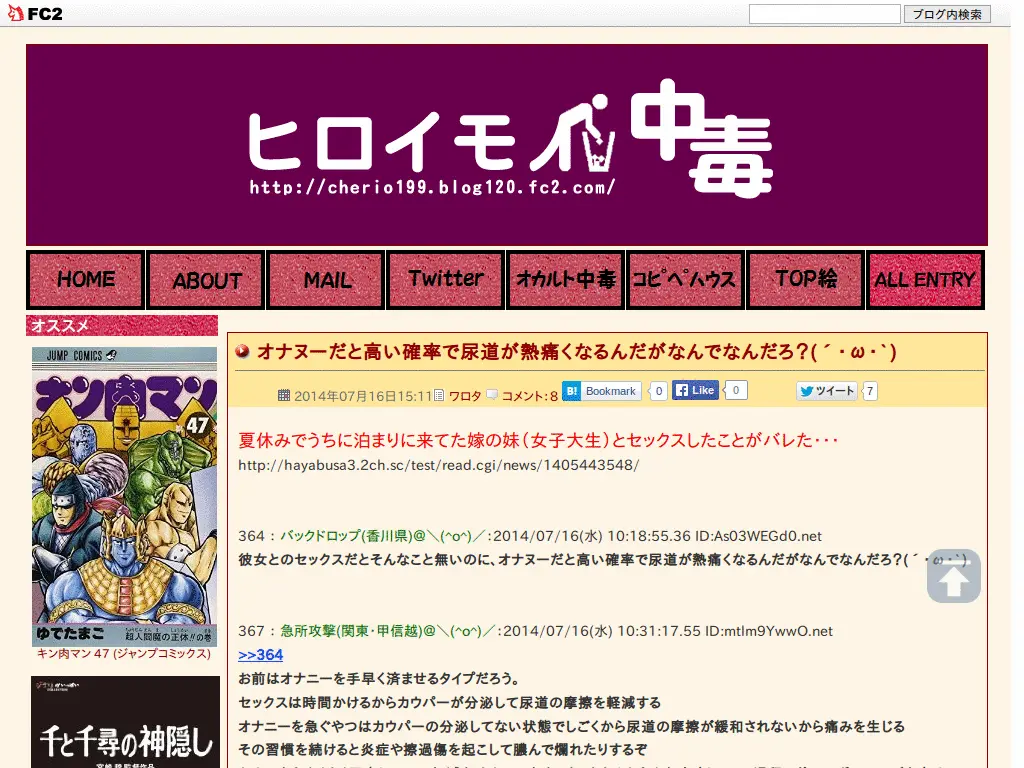 FC2
ブログ内検索
ヒロイモノ中毒
http://cherio199.blog120.fc2.com/
HOME
ABOUT
MAIL
Twitter
オカルト中毒
コピペハウス
TOP絵
ALL ENTRY
オススメ
JUMP COMICS
キン肉マン
にく
47
ゆでたまご
超人閻魔の正体!!の巻
キン肉マン 47 (ジャンプコミックス)
千と千尋の神隠し
宮崎駿監督作品
オナヌーだと高い確率で尿道が熱痛くなるんだがなんでなんだろ?(´・ω・`)
2014年07月16日15:11 ワロタ コメント:8 B! Bookmark 0 Like 0 ツイート 7
夏休みでうちに泊まりに来てた嫁の妹(女子大生)とセックスしたことがバレた・・・
http://hayabusa3.2ch.sc/test/read.cgi/news/1405443548/
364 : バックドロップ(香川県)@\(^o^)/:2014/07/16(水) 10:18:55.36 ID:As03WEGd0.net
彼女とのセックスだとそんなこと無いのに、オナヌーだと高い確率で尿道が熱痛くなるんだがなんでなんだろ?(´・ω・`)
367 : 急所攻撃(関東・甲信越)@\(^o^)/:2014/07/16(水) 10:31:17.55 ID:mtlm9YwwO.net
>>364
お前はオナニーを手早く済ませるタイプだろう。
セックスは時間かけるからカウパーが分泌して尿道の摩擦を軽減する
オナニーを急ぐやつはカウパーの分泌してない状態でしごくから尿道の摩擦が緩和されないから痛みを生じる
その習慣を続けると炎症や擦過傷を起こして膿んで爛れたりするぞ